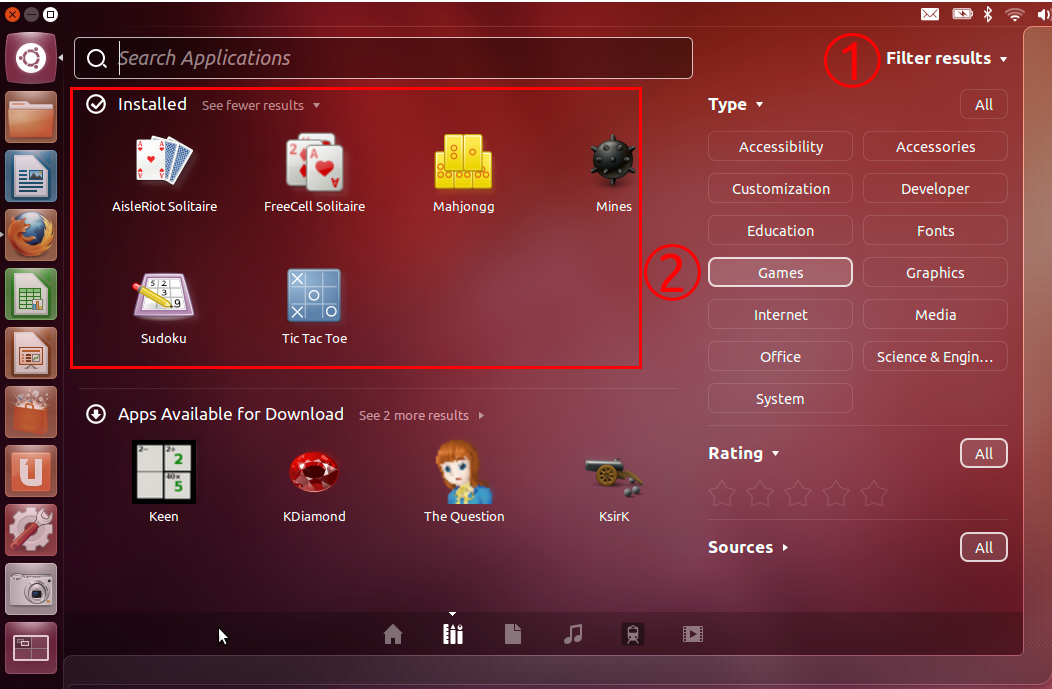 Search Applications
1
Filter results
Installed See fewer results
AisleRiot Solitaire
FreeCell Solitaire
Mahjongg
Mines
Sudoku
Tic Tac Toe
2
Apps Available for Download See 2 more results
Keen
KDiamond
The Question
KsirK
Type
All
Accessibility
Accessories
Customization
Developer
Education
Fonts
Games
Graphics
Internet
Media
Office
Science & Engin...
System
Rating
All
Sources
All